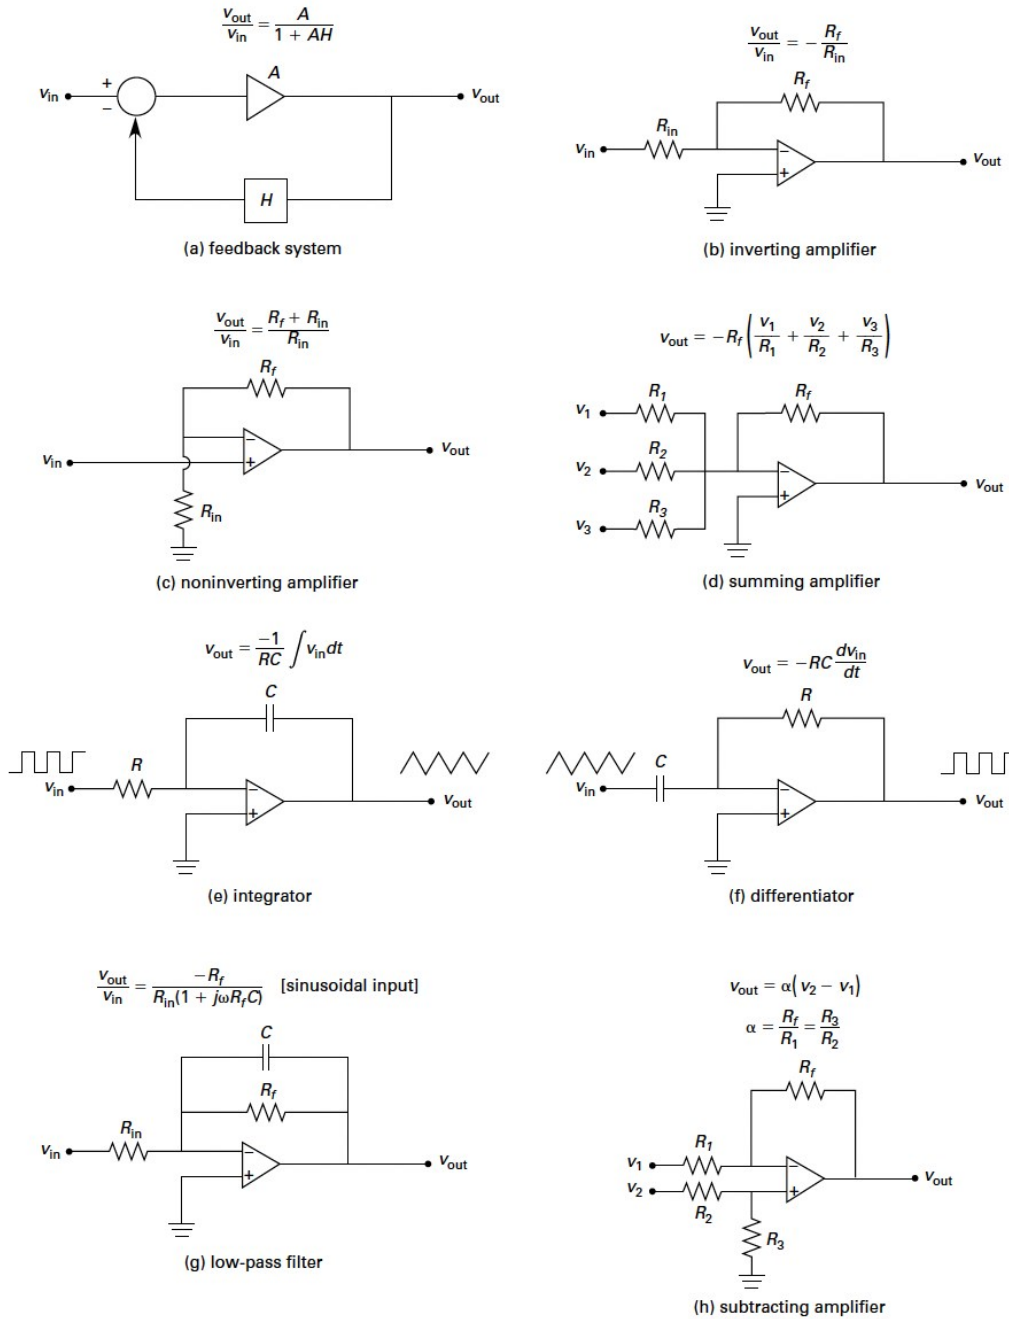 v_out / v_in = A / (1 + AH)
A
v_in + − v_out
H
(a) feedback system
v_out / v_in = − R_f / R_in
R_f
R_in
v_in − + v_out
(b) inverting amplifier
v_out / v_in = (R_f + R_in) / R_in
R_f
v_in − + v_out
R_in
(c) noninverting amplifier
v_out = −R_f (v_1 / R_1 + v_2 / R_2 + v_3 / R_3)
R_1 R_f
v_1
R_2
v_2 − + v_out
R_3
v_3
(d) summing amplifier
v_out = −1 / RC ∫ v_in dt
C
R
v_in − + v_out
(e) integrator
v_out = −RC dv_in / dt
R
C
v_in − + v_out
(f) differentiator
v_out / v_in = −R_f / R_in(1 + jωR_fC) [sinusoidal input]
C
R_f
R_in
v_in − + v_out
(g) low-pass filter
v_out = α(v_2 − v_1)
α = R_f / R_1 = R_3 / R_2
R_f
R_1
v_1 − v_out
v_2 +
R_2
R_3
(h) subtracting amplifier